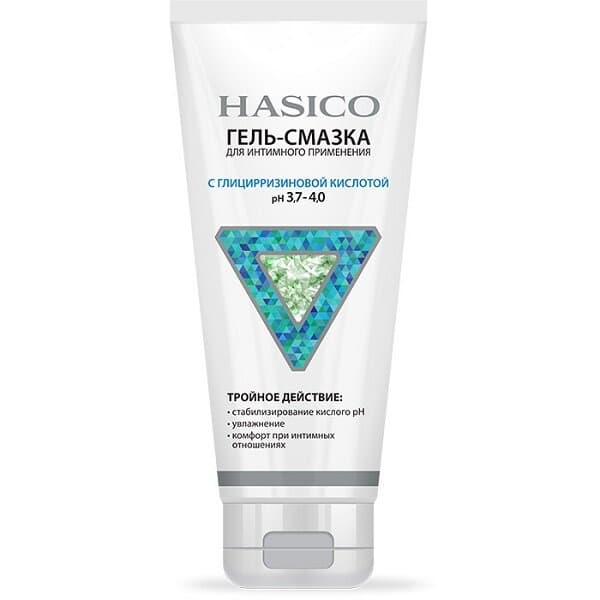 HASICO
ГЕЛЬ-СМАЗКА
ДЛЯ ИНТИМНОГО ПРИМЕНЕНИЯ
С ГЛИЦИРРИЗИНОВОЙ КИСЛОТОЙ
pH 3,7-4,0
ТРОЙНОЕ ДЕЙСТВИЕ:
• стабилизирование кислого pH
• увлажнение
• комфорт при интимных
отношениях